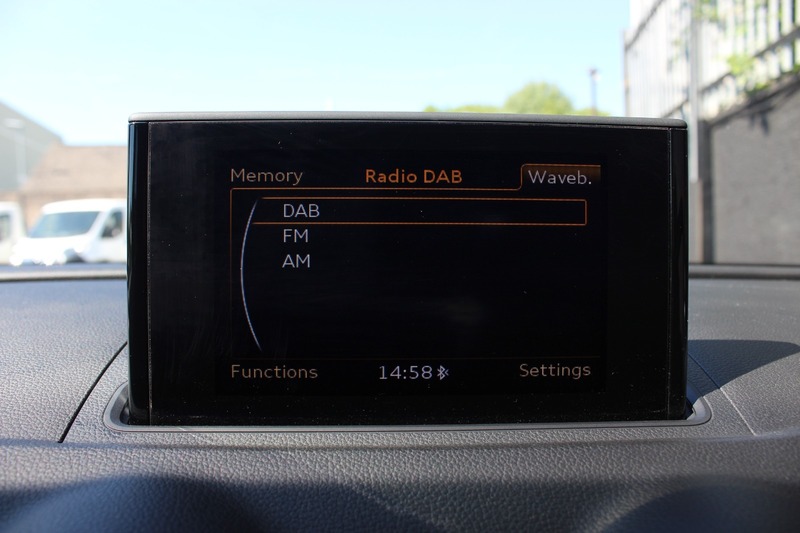 Memory Radio DAB Waveb.
DAB
FM
AM
Functions 14:58 Settings